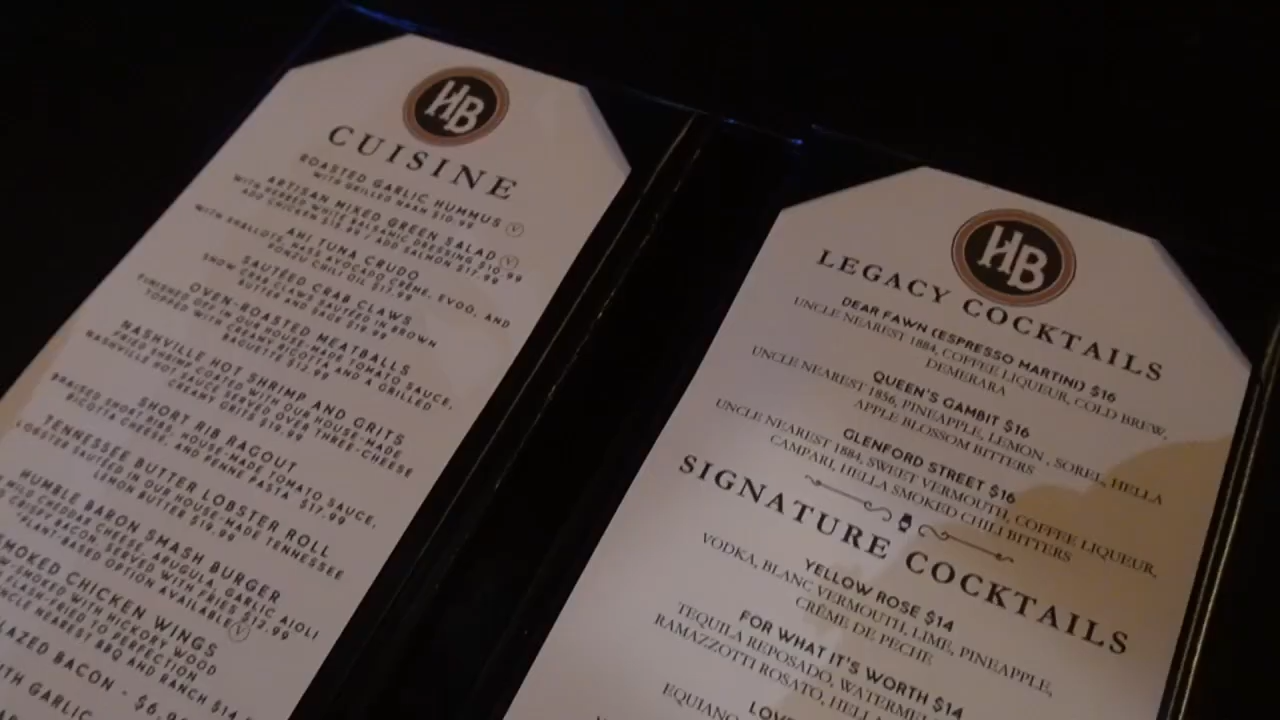 HB
CUISINE
ROASTED GARLIC HUMMUS (V)
WITH GRILLED NAAN $10.99
ARTISAN MIXED GREEN SALAD (V)
WITH HERBED WHITE BALSAMIC DRESSING $10.99
ADD CHICKEN $15.99 / ADD SALMON $17.99
AHI TUNA CRUDO
WITH SHALLOTS, HASS AVOCADO CRÈME, EVOO, AND
PONZU CHILI OIL $17.99
SAUTÉED CRAB CLAWS
SNOW CRAB CLAWS SAUTÉED IN BROWN
BUTTER AND SAGE $19.99
OVEN-ROASTED MEATBALLS
FINISHED OFF IN OUR HOUSE-MADE TOMATO SAUCE,
TOPPED WITH CREAMY RICOTTA AND A GRILLED
BAGUETTE $12.99
NASHVILLE HOT SHRIMP AND GRITS
FRIED SHRIMP COATED WITH OUR HOUSE-MADE
NASHVILLE HOT SAUCE SERVED OVER THREE-CHEESE
CREAMY GRITS $19.99
SHORT RIB RAGOUT
BRAISED SHORT RIBS, HOUSE-MADE TOMATO SAUCE,
RICOTTA CHEESE, AND PENNE PASTA $17.99
TENNESSEE BUTTER LOBSTER ROLL
LOBSTER SAUTEED IN OUR HOUSE-MADE TENNESSEE
LEMON BUTTER $19.99
HUMBLE BARON SMASH BURGER
MILD CHEDDAR CHEESE, ARUGULA, GARLIC AIOLI
CRISPY BACON, SERVED WITH FRIES $12.99
*PLANT-BASED OPTION AVAILABLE (V)
SMOKED CHICKEN WINGS
SMOKED WITH HICKORY WOOD
FLASH-FRIED TO PERFECTION
UNCLE NEAREST BBQ AND RANCH $14
GLAZED BACON - $6.9
GARLIC
HB
LEGACY COCKTAILS
DEAR FAWN (ESPRESSO MARTINI) $16
UNCLE NEAREST 1884, COFFEE LIQUEUR, COLD BREW,
DEMERARA
QUEEN'S GAMBIT $16
UNCLE NEAREST 1856, PINEAPPLE, LEMON , SOREL, HELLA
APPLE BLOSSOM BITTERS
GLENFORD STREET $16
UNCLE NEAREST 1884, SWEET VERMOUTH, COFFEE LIQUEUR,
CAMPARI, HELLA SMOKED CHILI BITTERS
SIGNATURE COCKTAILS
YELLOW ROSE $14
VODKA, BLANC VERMOUTH, LIME, PINEAPPLE,
CRÈME DE PECHE
FOR WHAT IT'S WORTH $14
TEQUILA REPOSADO, WATERME
RAMAZZOTTI ROSATO, HELL
LOV
EQUIANO